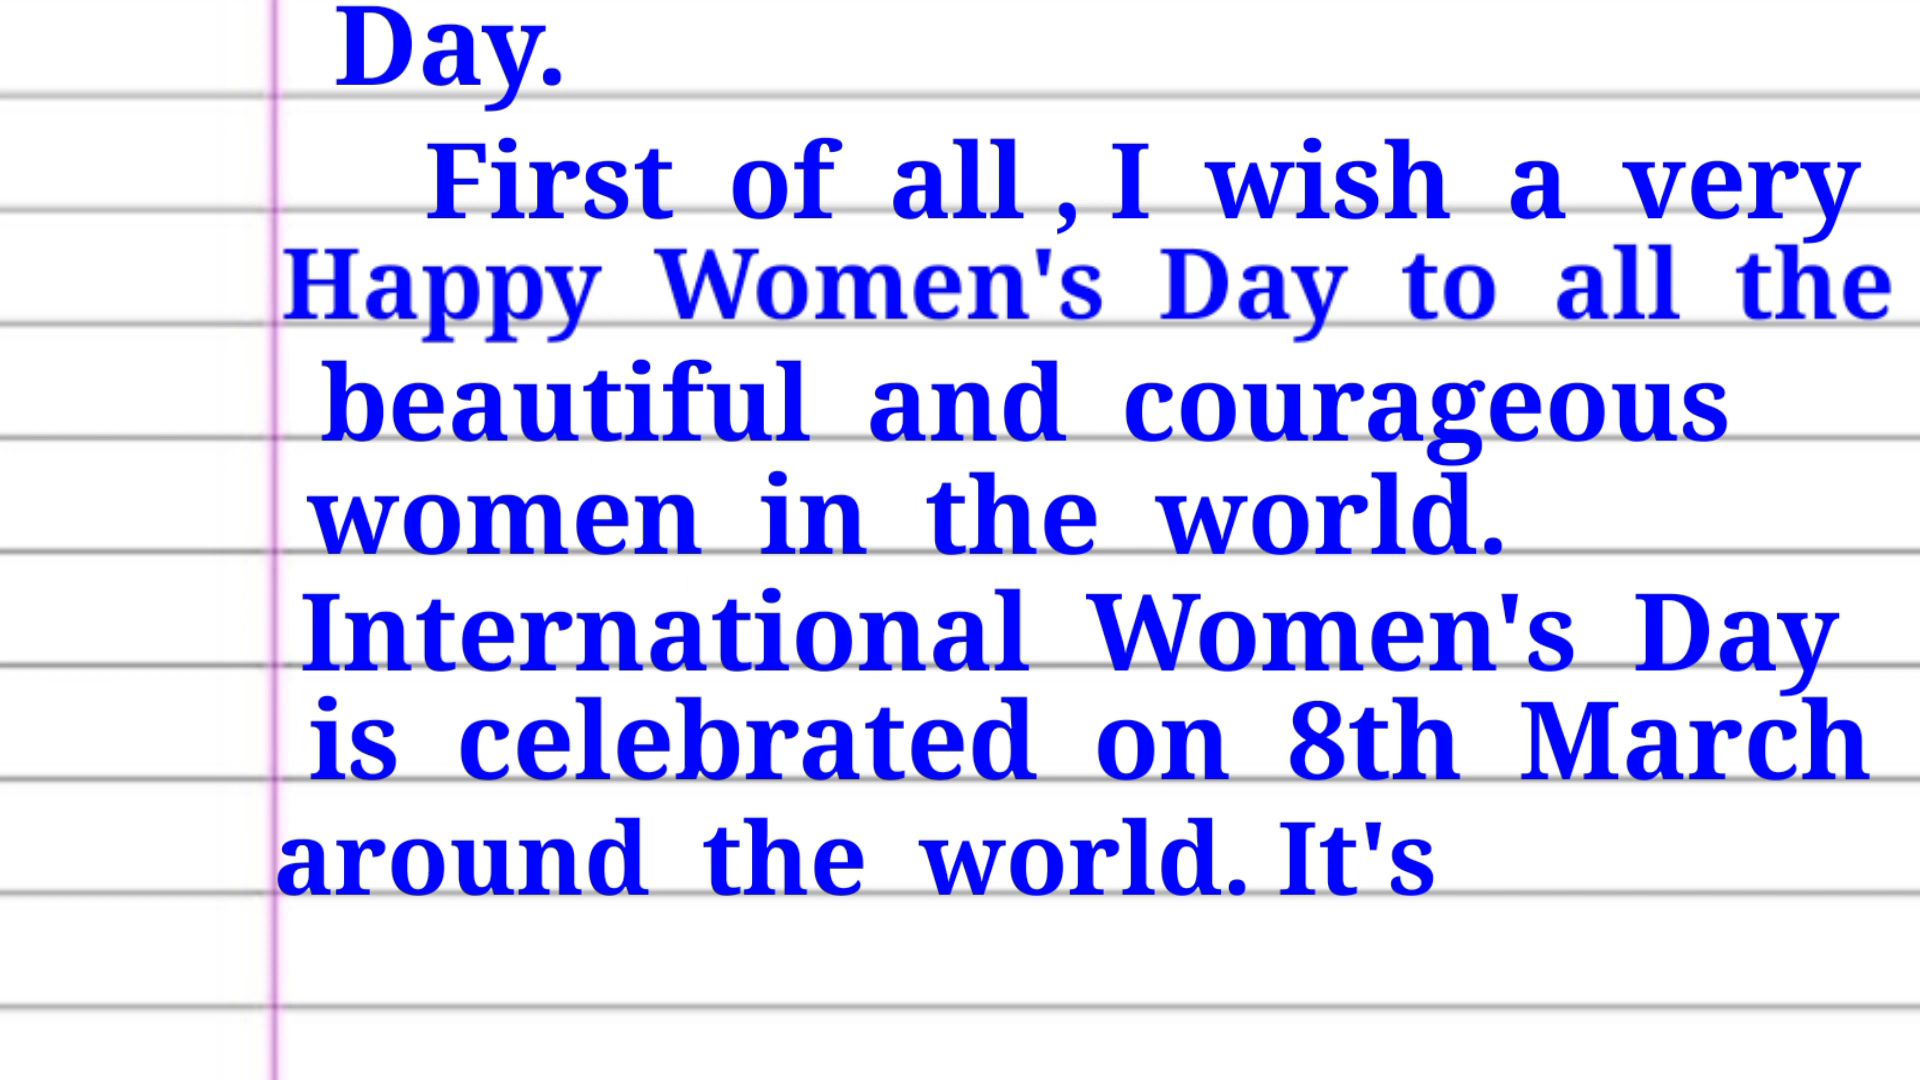 Day.
First of all , I wish a very
Happy Women's Day to all the
beautiful and courageous
women in the world.
International Women's Day
is celebrated on 8th March
around the world. It's